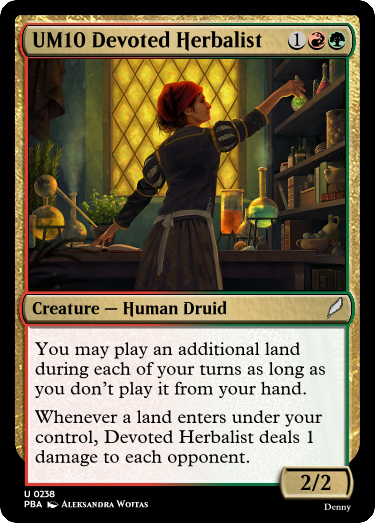 UM10 Devoted Herbalist 1
Creature — Human Druid
You may play an additional land
during each of your turns as long as
you don't play it from your hand.
Whenever a land enters under your
control, Devoted Herbalist deals 1
damage to each opponent.
2/2
U 0238
PBA Aleksandra Wojtas
Denny